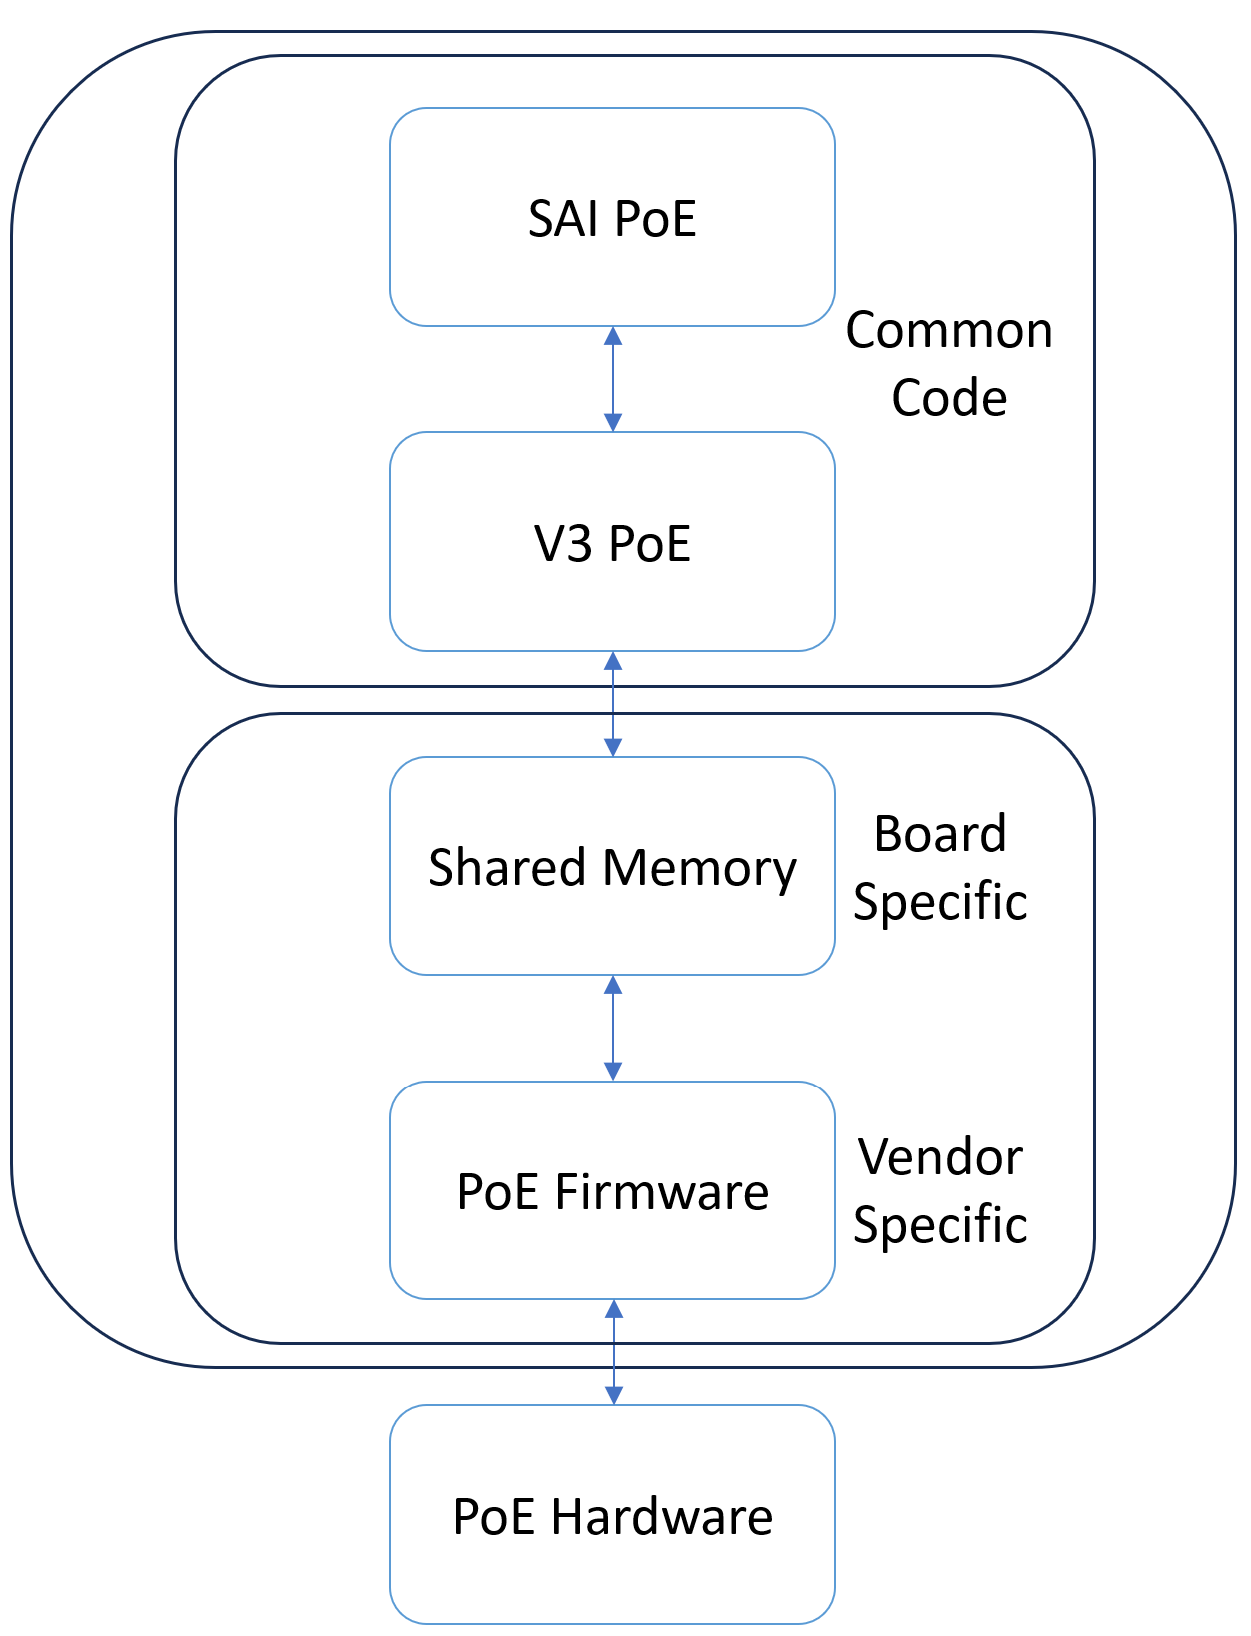 SAI PoE
Common
Code
V3 PoE
Shared Memory
Board
Specific
PoE Firmware
Vendor
Specific
PoE Hardware